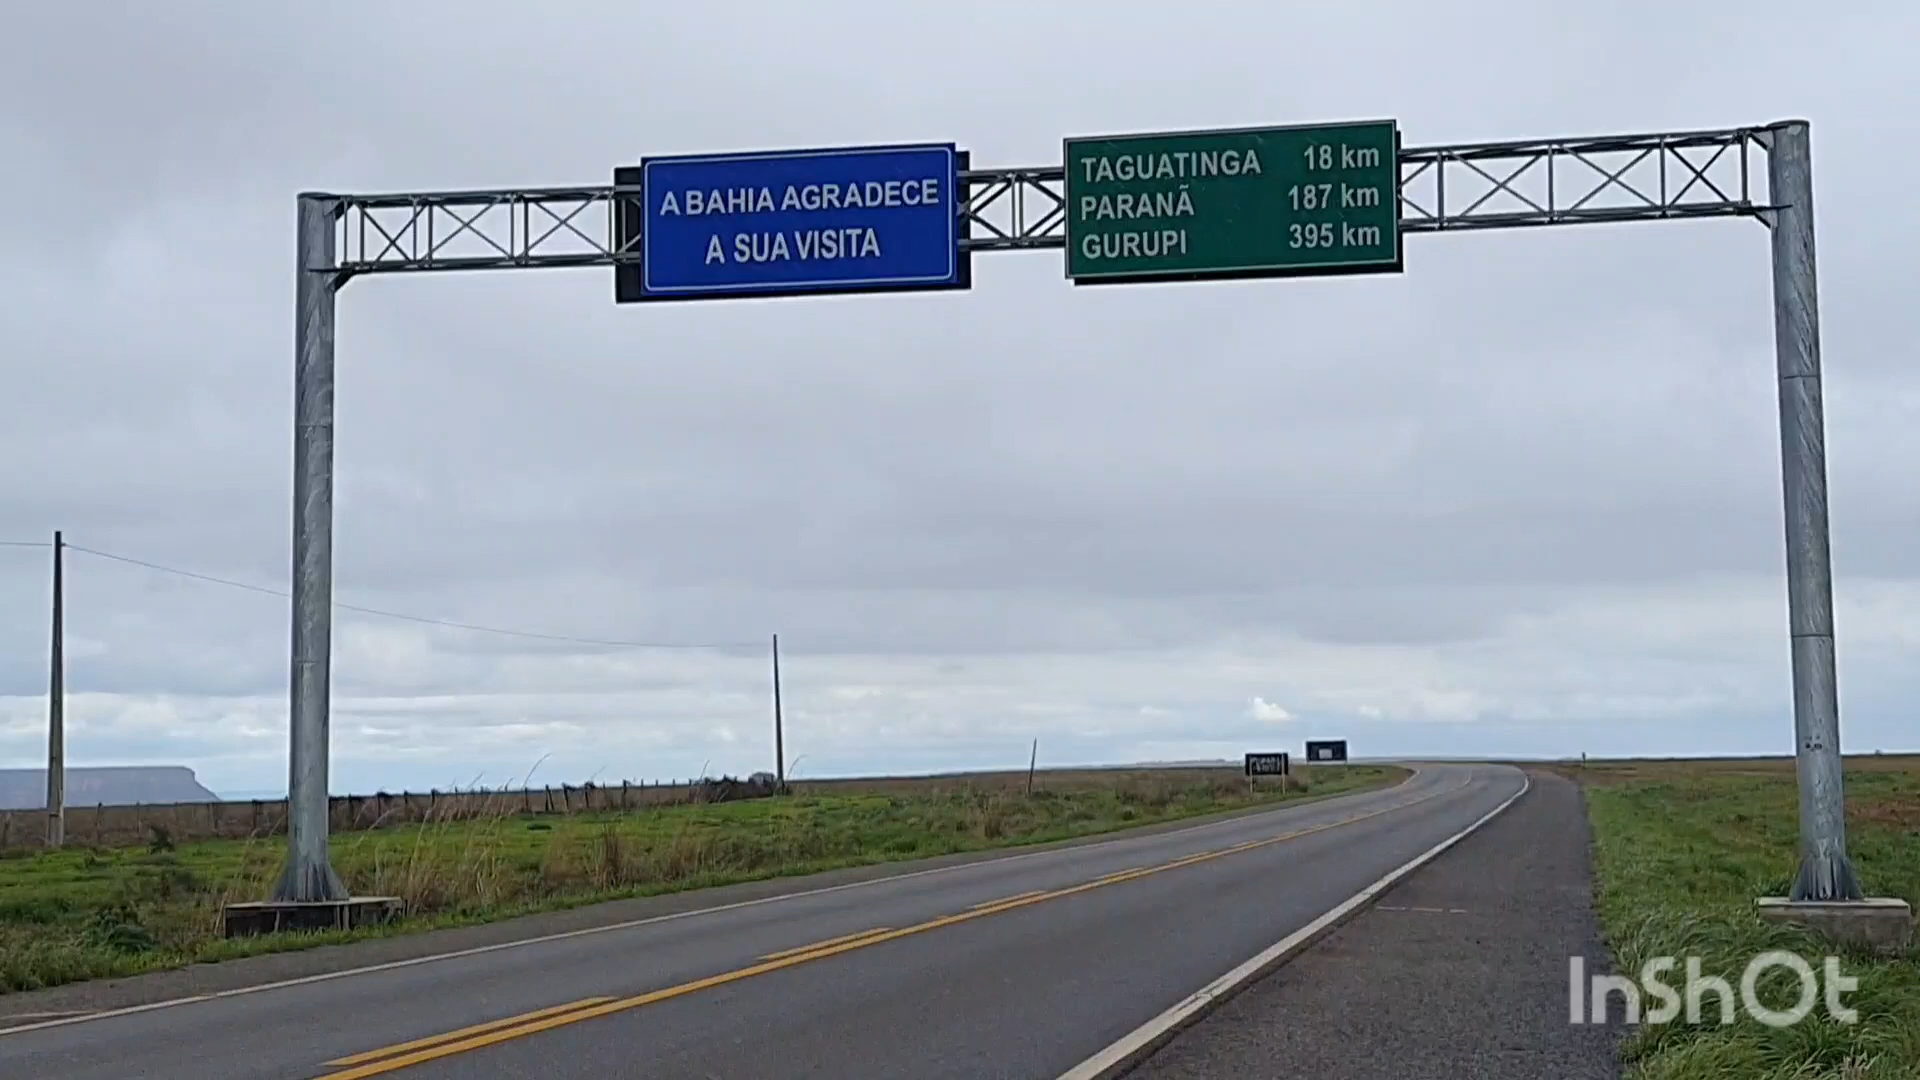 A BAHIA AGRADECE
A SUA VISITA
TAGUATINGA 18 km
PARANÃ 187 km
GURUPI 395 km
InShOt